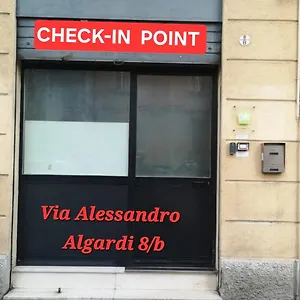 CHECK-IN POINT
Via Alessandro
Algardi 8/b